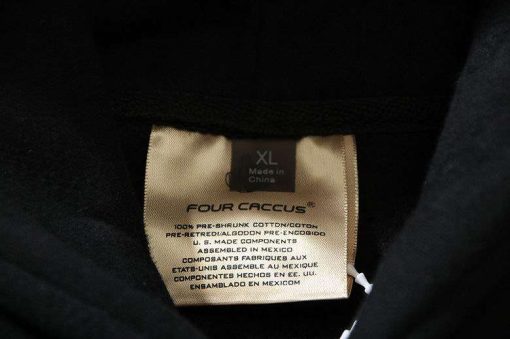 XL
Made in
China
FOUR CACCUS®
100% PRE-SHRUNK COTTON/COTON
PRE-RETREDI/ALGODON PRE-ENCOGIDO
U. S. MADE COMPONENTS
ASSEMBLED IN MEXICO
COMPOSANTS FABRIQUES AUX
ETATS-UNIS ASSEMBLE AU MEXIQUE
COMPONENTES HECHOS EN EE. UU.
ENSAMBLADO EN MEXICOM